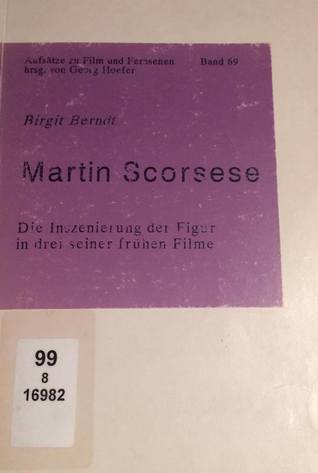 Aufsätze zu Film und Fernsehen Band 69
hrsg. von Georg Hoefer
Birgit Berndt
Martin Scorsese
Die Inszenierung der Figur
in drei seiner frühen Filme
99
8
16982